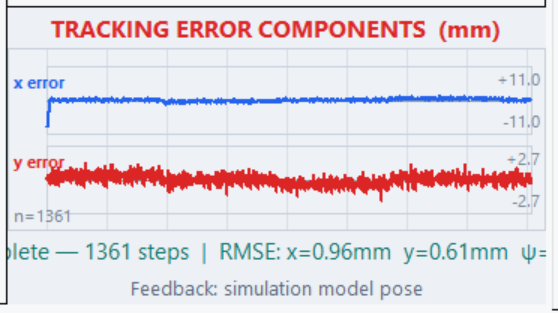 TRACKING ERROR COMPONENTS (mm)
x error
+11.0
-11.0
y error
+2.7
-2.7
n=1361
plete — 1361 steps | RMSE: x=0.96mm y=0.61mm ψ=
Feedback: simulation model pose